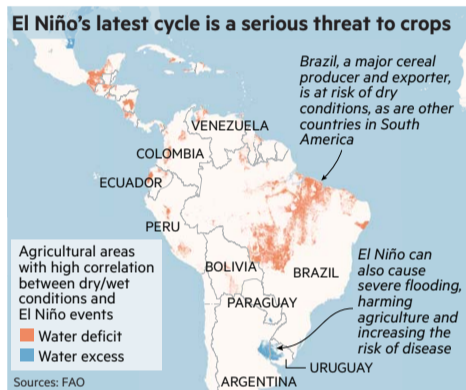 El Niño's latest cycle is a serious threat to crops
Brazil, a major cereal
producer and exporter,
is at risk of dry
conditions, as are other
countries in South
America
VENEZUELA
COLOMBIA
ECUADOR
PERU
BOLIVIA
BRAZIL
PARAGUAY
URUGUAY
ARGENTINA
El Niño can
also cause
severe flooding,
harming
agriculture and
increasing the
risk of disease
Agricultural areas
with high correlation
between dry/wet
conditions and
El Niño events
Water deficit
Water excess
Sources: FAO